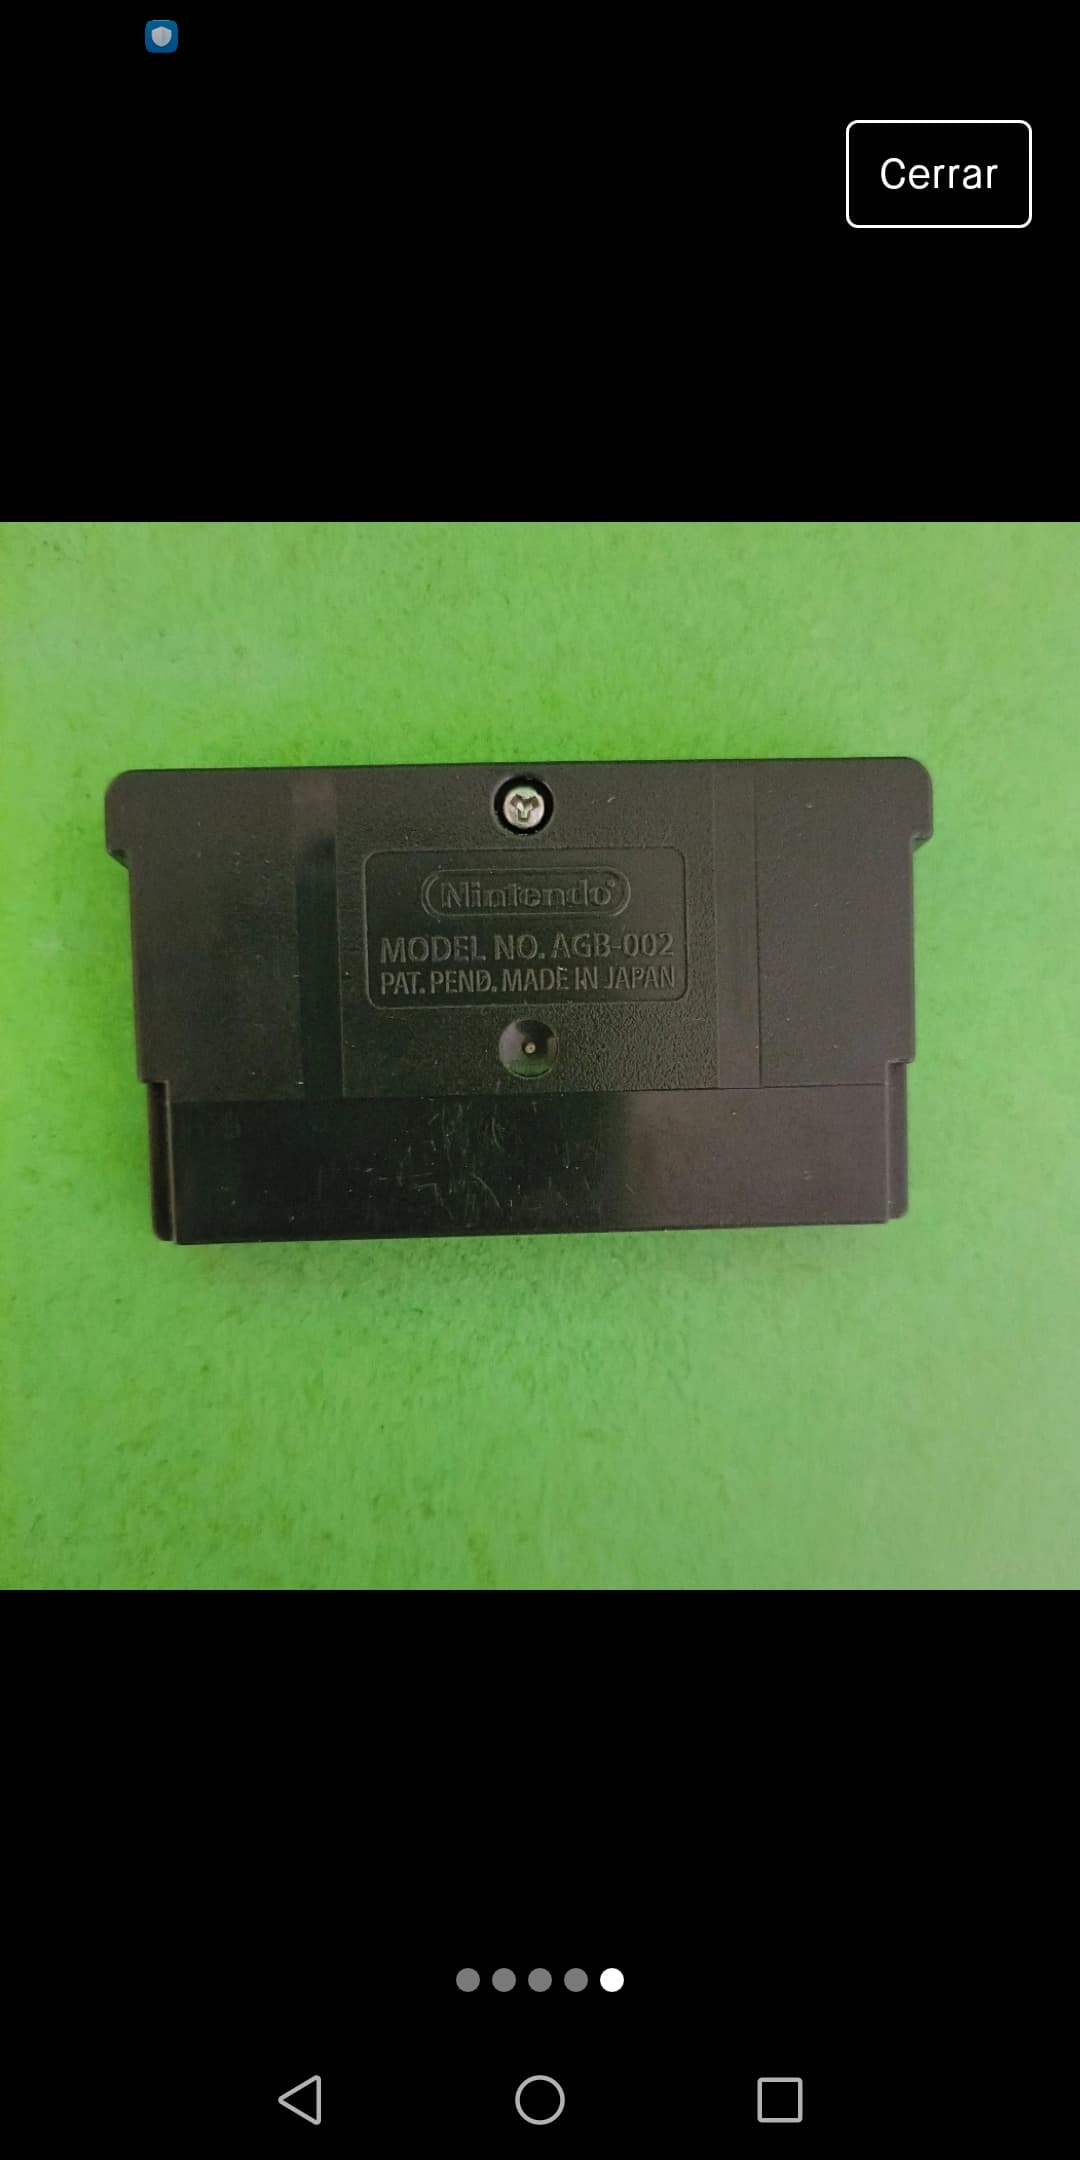 Cerrar
Nintendo
MODEL NO. AGB-002
PAT. PEND. MADE IN JAPAN